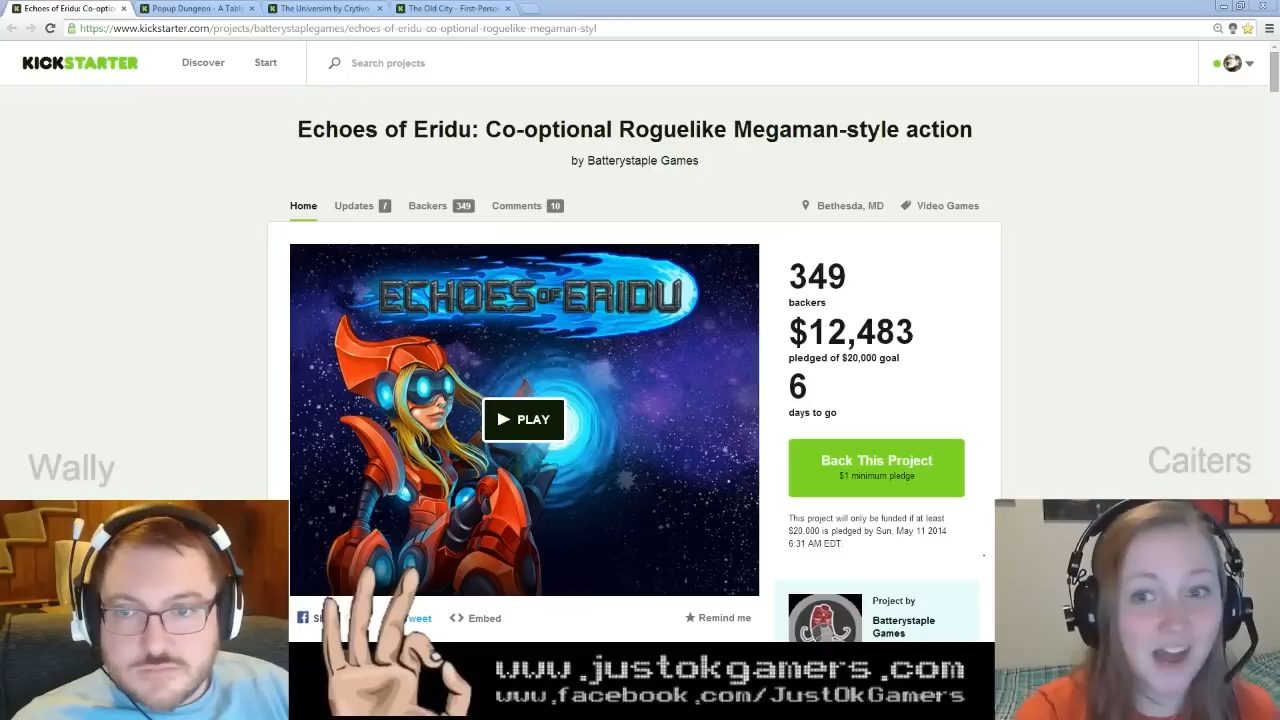 Echoes of Eridu: Co-option
Popup Dungeon - A Tabl
The Universim by Crytivo
The Old City - First-Perso
https://www.kickstarter.com/projects/batterystaplegames/echoes-of-eridu-co-optional-roguelike-megaman-styl
KICKSTARTER
Discover
Start
Search projects
Echoes of Eridu: Co-optional Roguelike Megaman-style action
by Batterystaple Games
Home
Updates 7
Backers 349
Comments 10
Bethesda, MD
Video Games
ECHOES OF ERIDU
PLAY
349
backers
$12,483
pledged of $20,000 goal
6
days to go
Back This Project
$1 minimum pledge
This project will only be funded if at least
$20,000 is pledged by Sun, May 11 2014
6:31 AM EDT.
Wally
Caiters
Tweet
Embed
Remind me
Project by
Batterystaple
Games
www.justokgamers.com
www.facebook.com/JustOkGamers